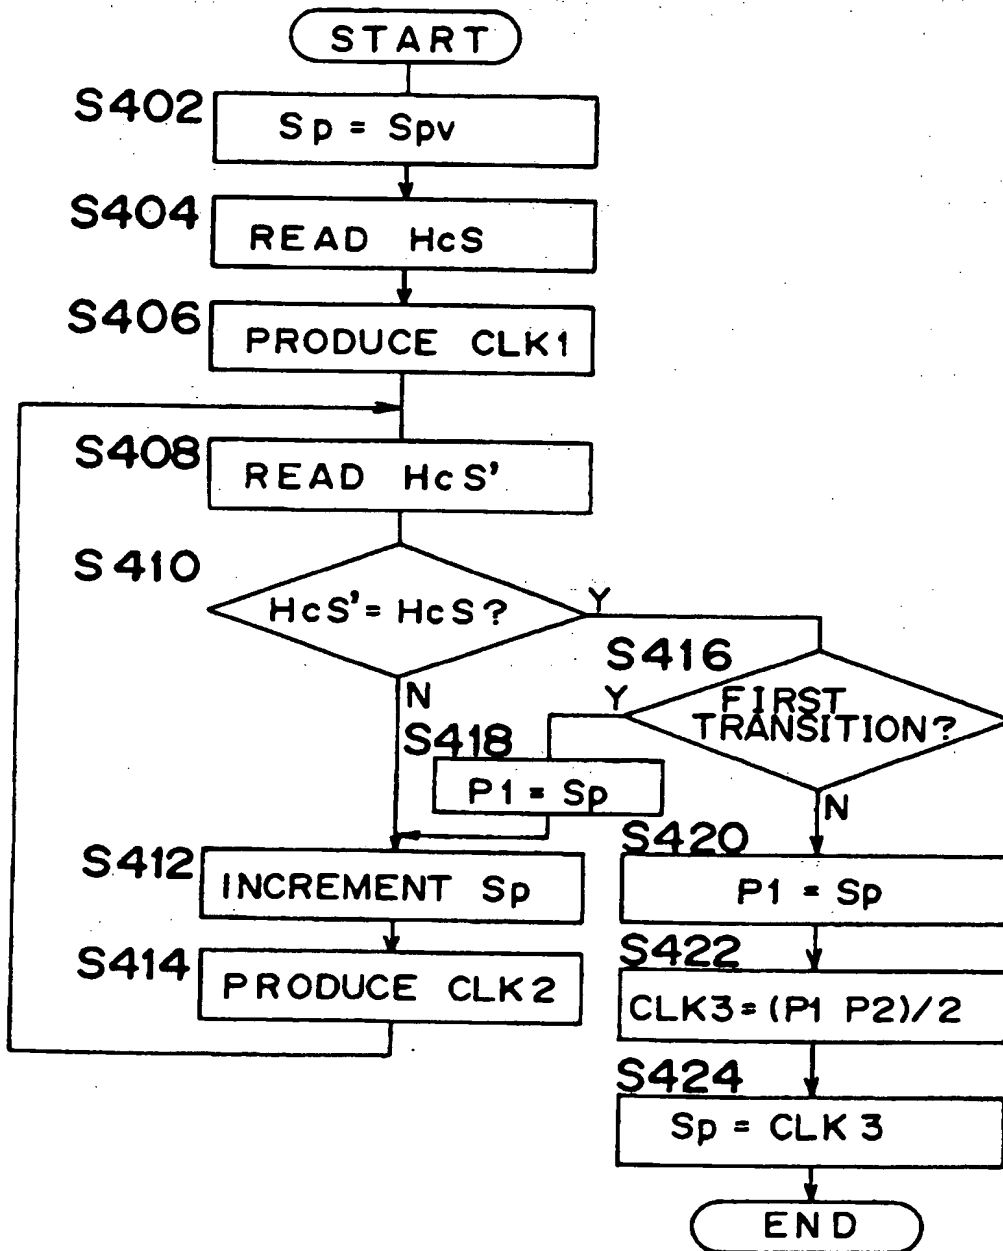 START
S402
Sp = Spv
S404
READ HcS
S406
PRODUCE CLK1
S408
READ HcS'
S410
HcS' = HcS?
Y
N
S416
FIRST
TRANSITION?
Y
N
S418
P1 = Sp
S412
INCREMENT Sp
S414
PRODUCE CLK2
S420
P1 = Sp
S422
CLK3 = (P1 P2)/2
S424
Sp = CLK3
END